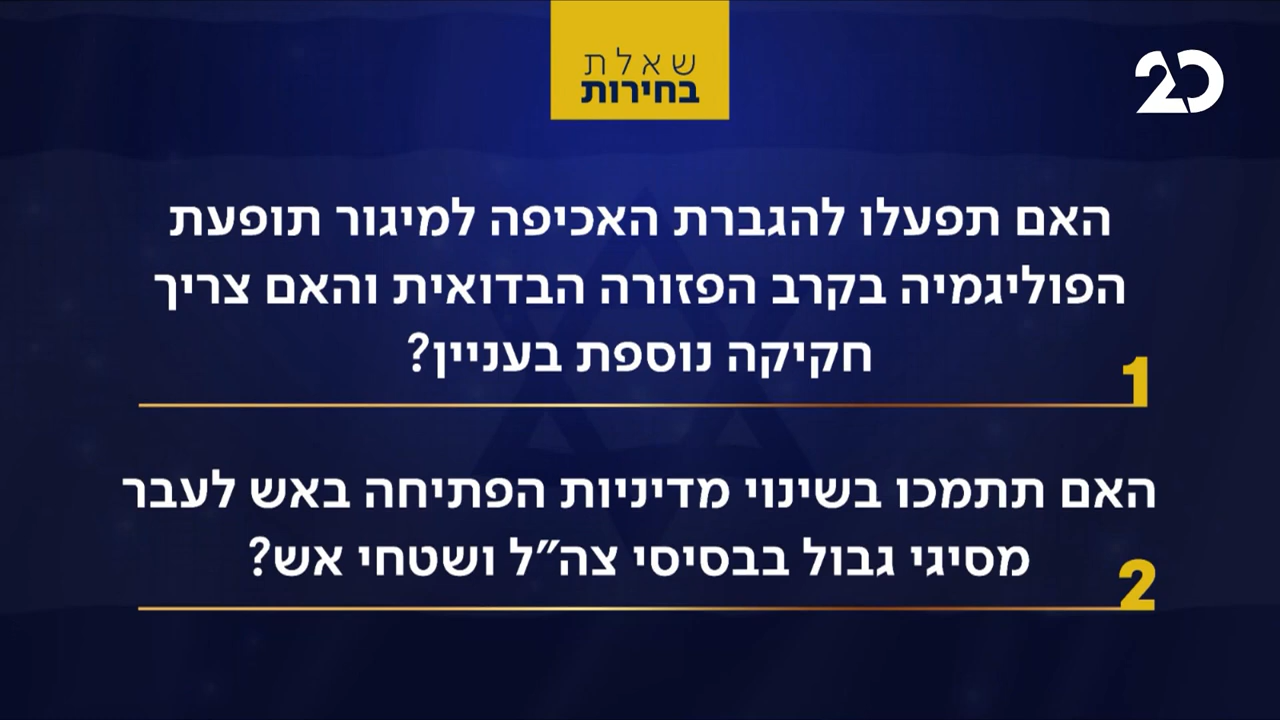 שאלת
בחירות
20
האם תפעלו להגברת האכיפה למיגור תופעת
הפוליגמיה בקרב הפזורה הבדואית והאם צריך
חקיקה נוספת בעניין?
1
האם תתמכו בשינוי מדיניות הפתיחה באש לעבר
מסיגי גבול בבסיסי צה״ל ושטחי אש?
2